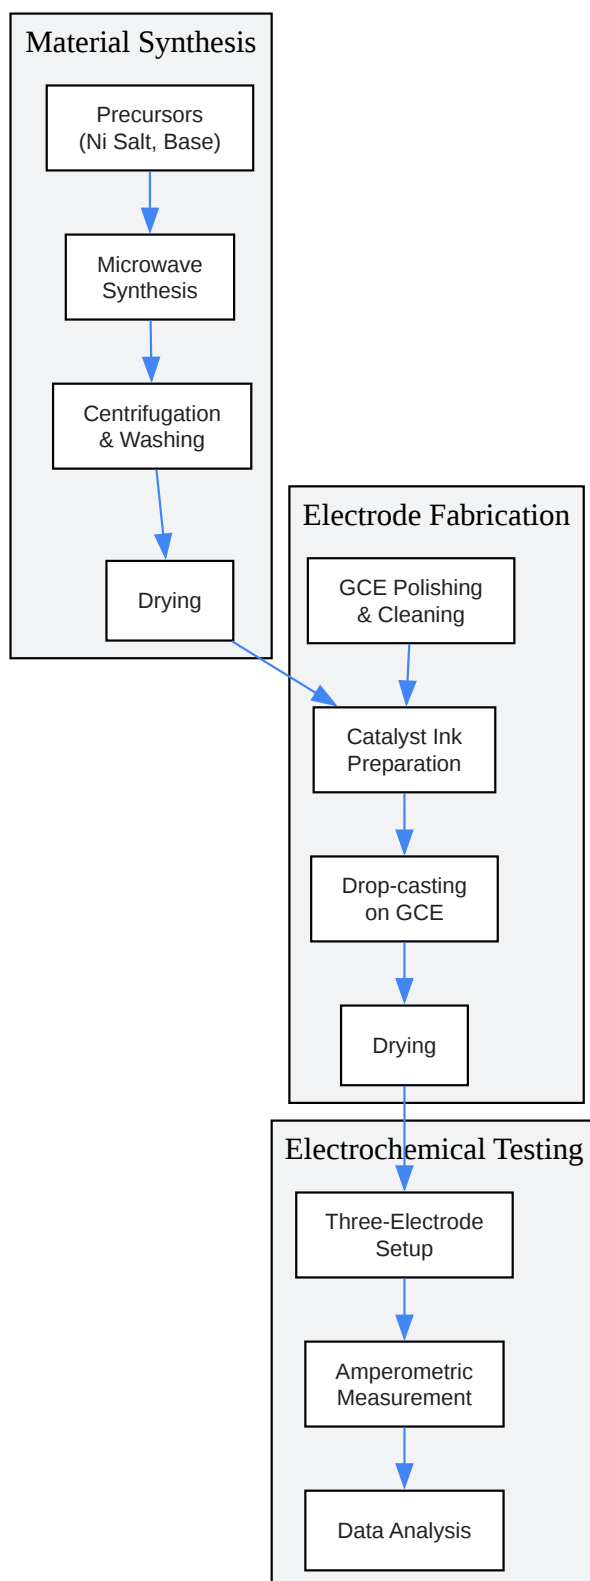 Material Synthesis
Precursors
(Ni Salt, Base)
Microwave
Synthesis
Centrifugation
& Washing
Drying
Electrode Fabrication
GCE Polishing
& Cleaning
Catalyst Ink
Preparation
Drop-casting
on GCE
Drying
Electrochemical Testing
Three-Electrode
Setup
Amperometric
Measurement
Data Analysis